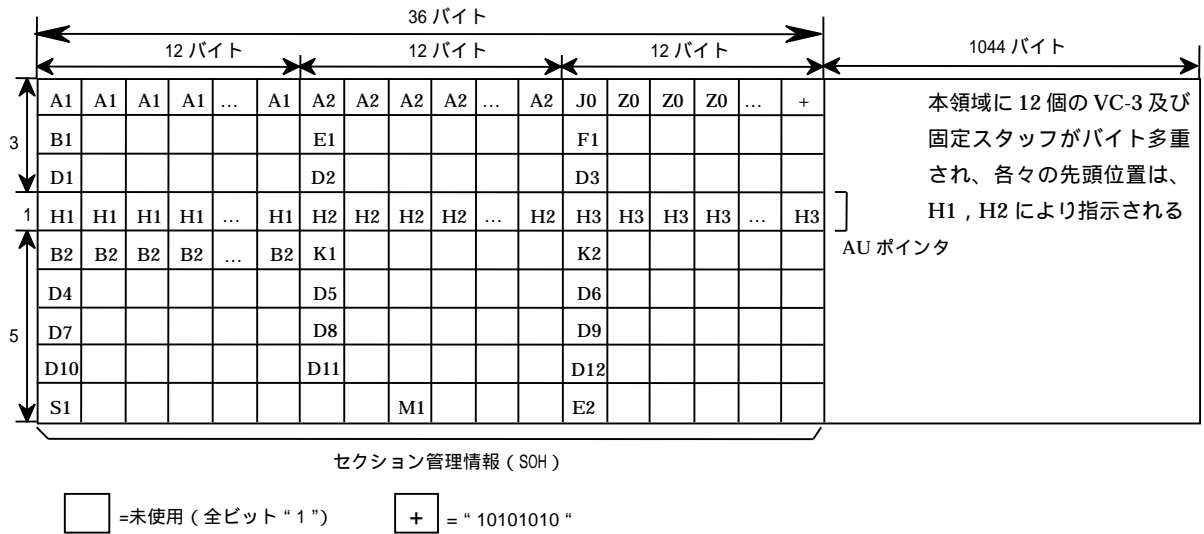 36 バイト
12 バイト 12 バイト 12 バイト 1044 バイト
A1 A1 A1 A1 … A1 A2 A2 A2 A2 … A2 J0 Z0 Z0 Z0 … +
3 B1 E1 F1
D1 D2 D3
1 H1 H1 H1 H1 … H1 H2 H2 H2 H2 … H2 H3 H3 H3 H3 … H3
B2 B2 B2 B2 … B2 K1 K2
D4 D5 D6
5 D7 D8 D9
D10 D11 D12
S1 M1 E2
本領域に 12 個の VC-3 及び
固定スタッフがバイト多重
され、各々の先頭位置は、
H1 , H2 により指示される
AU ポインタ
セクション管理情報（SOH）
=未使用（全ビット“1”） + = “ 10101010 “